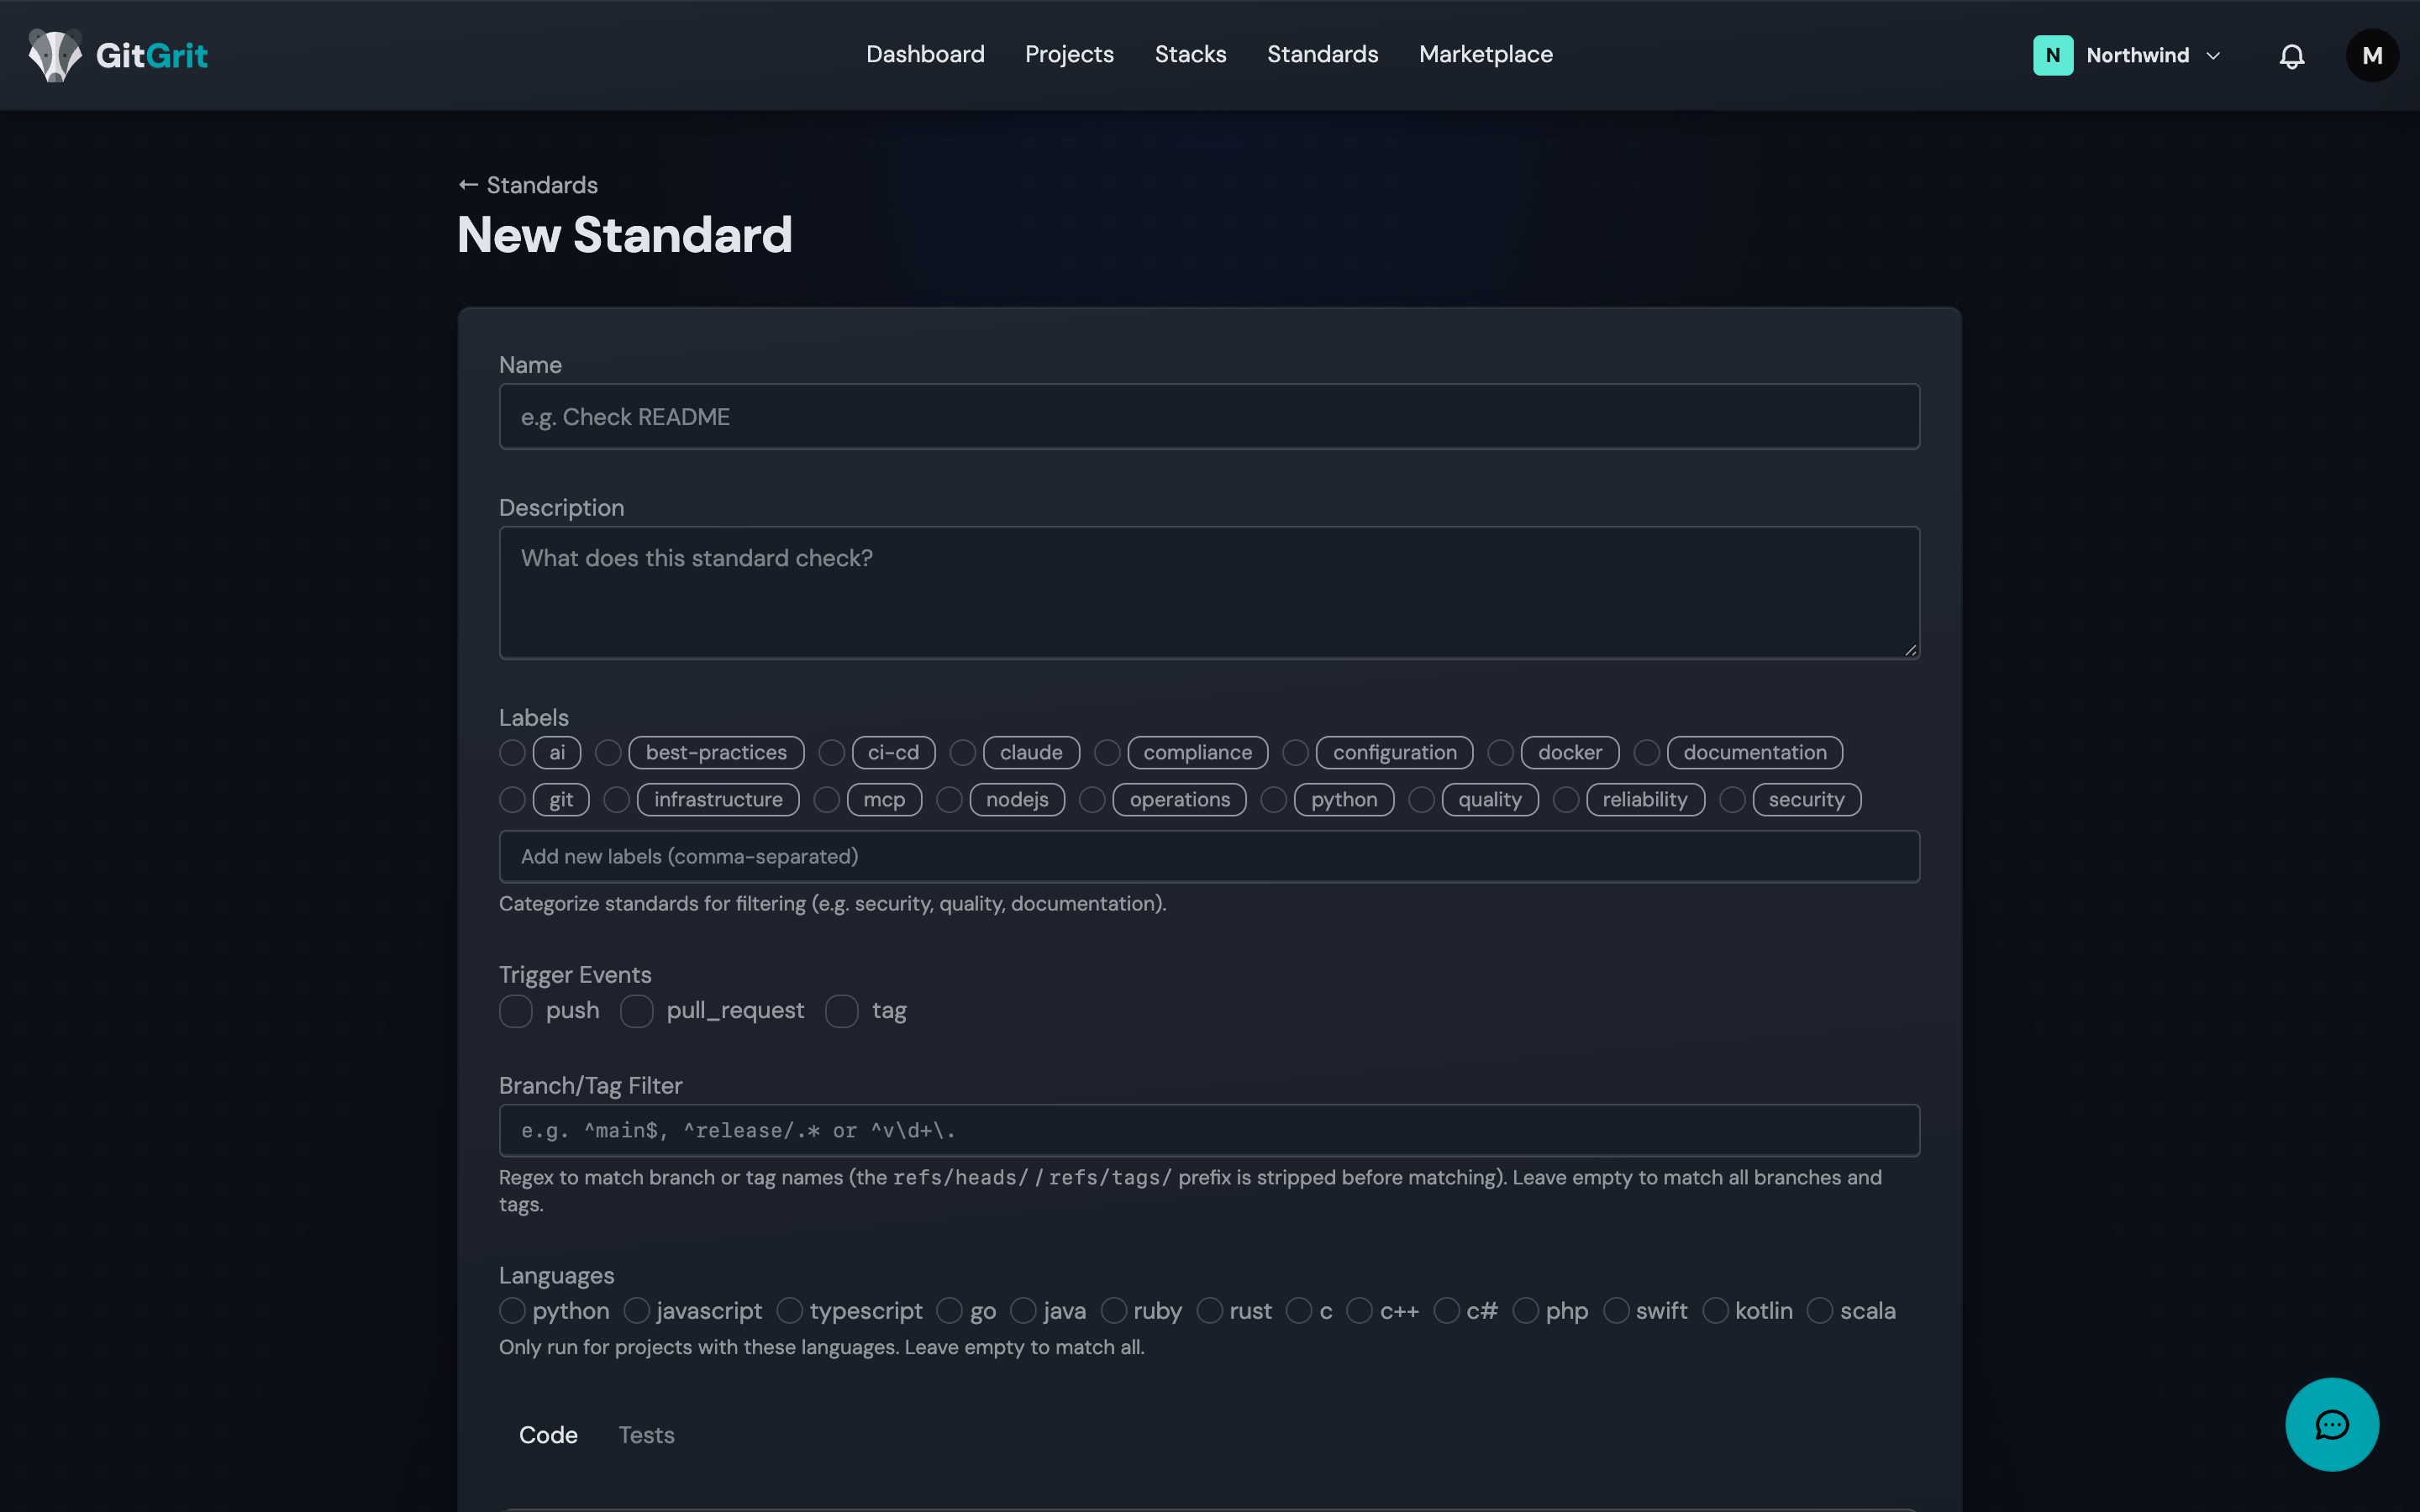 GitGrit
Dashboard Projects Stacks Standards Marketplace
N Northwind
M
← Standards
New Standard
Name
e.g. Check README
Description
What does this standard check?
Labels
ai best-practices ci-cd claude compliance configuration docker documentation
git infrastructure mcp nodejs operations python quality reliability security
Add new labels (comma-separated)
Categorize standards for filtering (e.g. security, quality, documentation).
Trigger Events
push pull_request tag
Branch/Tag Filter
e.g. ^main$, ^release/.* or ^v\d+\.
Regex to match branch or tag names (the refs/heads/ / refs/tags/ prefix is stripped before matching). Leave empty to match all branches and
tags.
Languages
python javascript typescript go java ruby rust c c++ c# php swift kotlin scala
Only run for projects with these languages. Leave empty to match all.
Code Tests